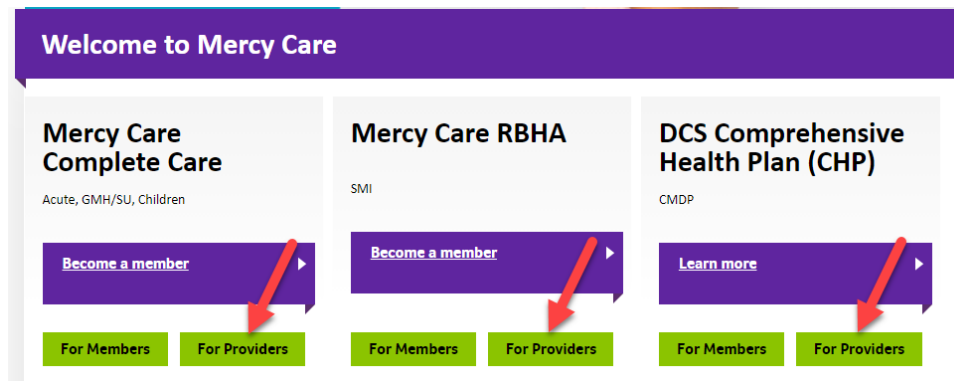 Welcome to Mercy Care
Mercy Care
Complete Care
Acute, GMH/SU, Children
Become a member
For Members
For Providers
Mercy Care RBHA
SMI
Become a member
For Members
For Providers
DCS Comprehensive
Health Plan (CHP)
CMDP
Learn more
For Members
For Providers